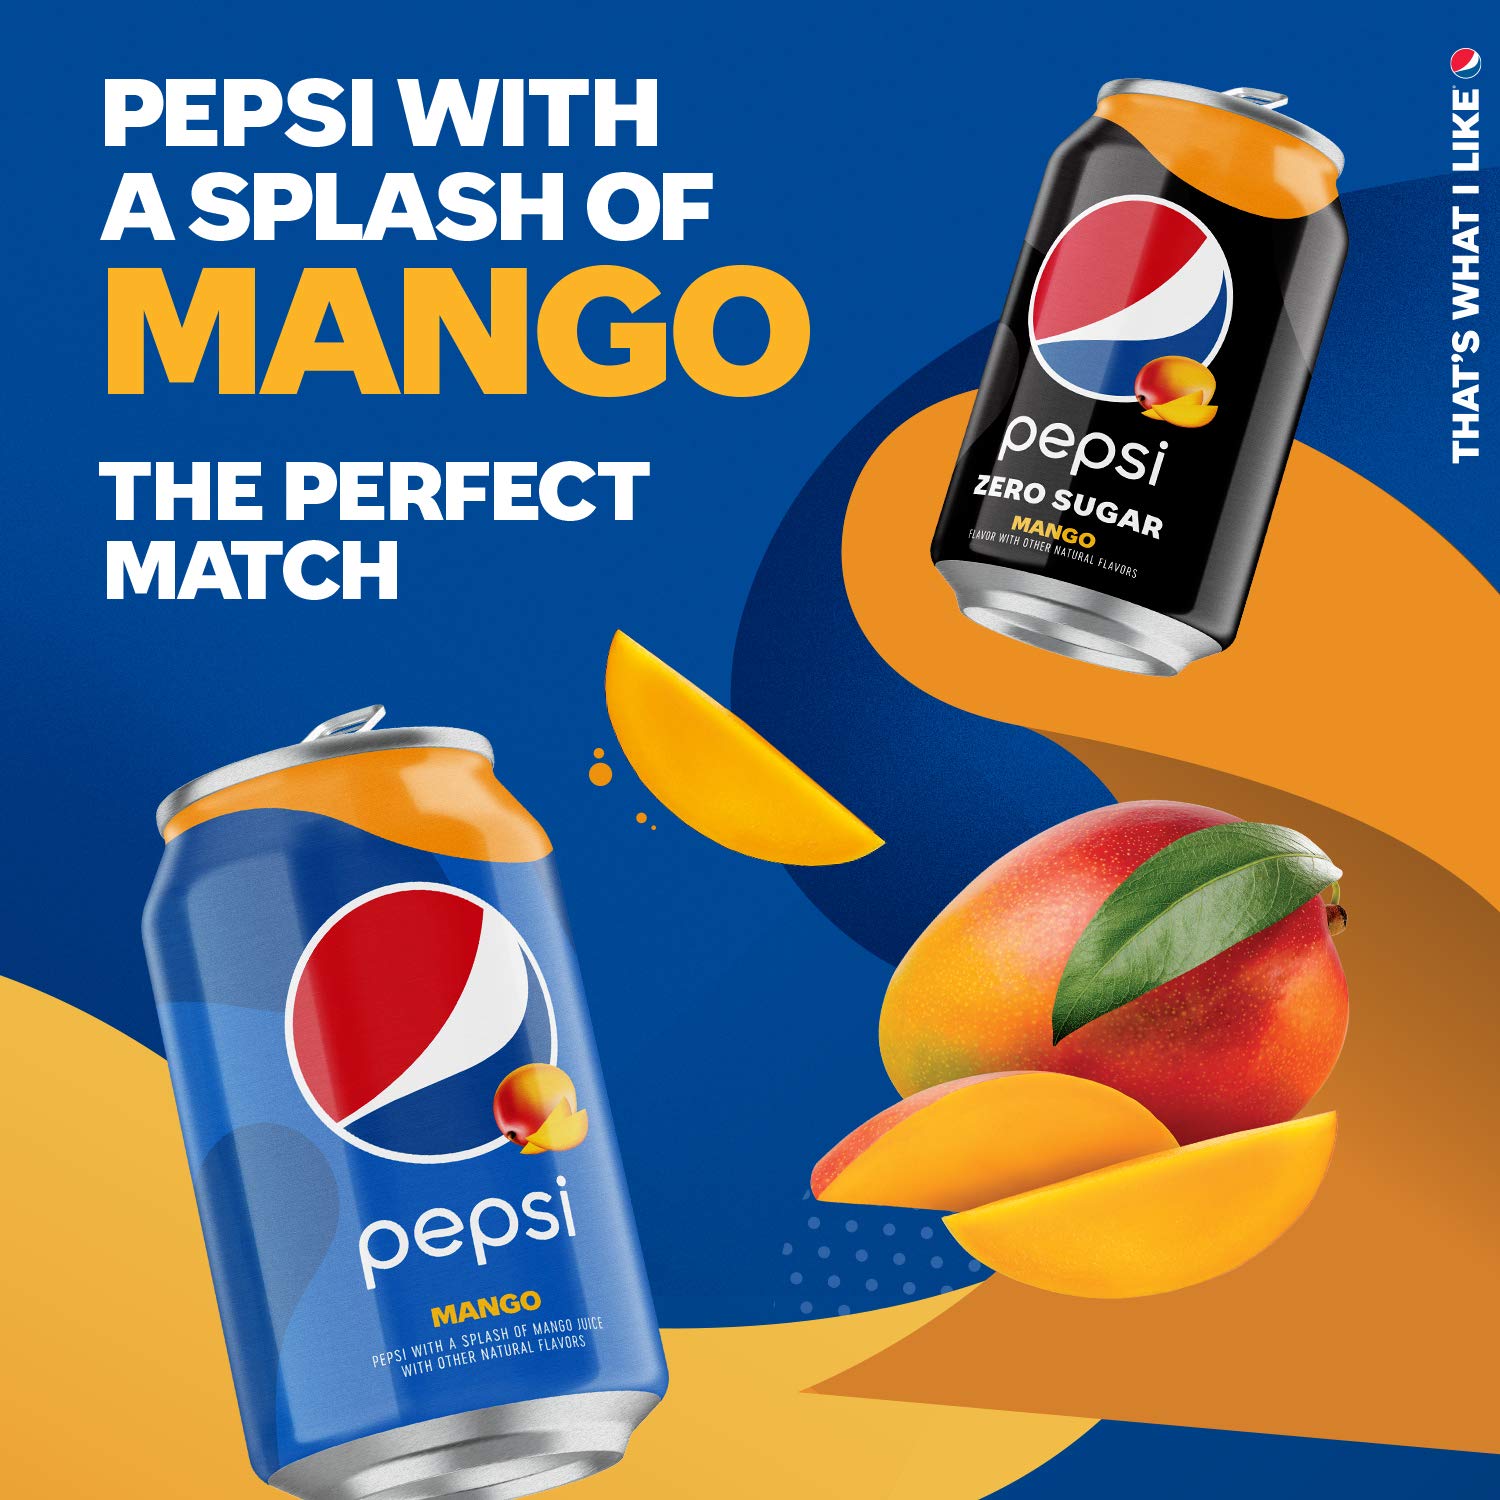 PEPSI WITH
A SPLASH OF
MANGO
THE PERFECT
MATCH
THAT'S WHAT I LIKE
pepsi
ZERO SUGAR
MANGO
FLAVOR WITH OTHER NATURAL FLAVORS
pepsi
MANGO
PEPSI WITH A SPLASH OF MANGO JUICE
WITH OTHER NATURAL FLAVORS